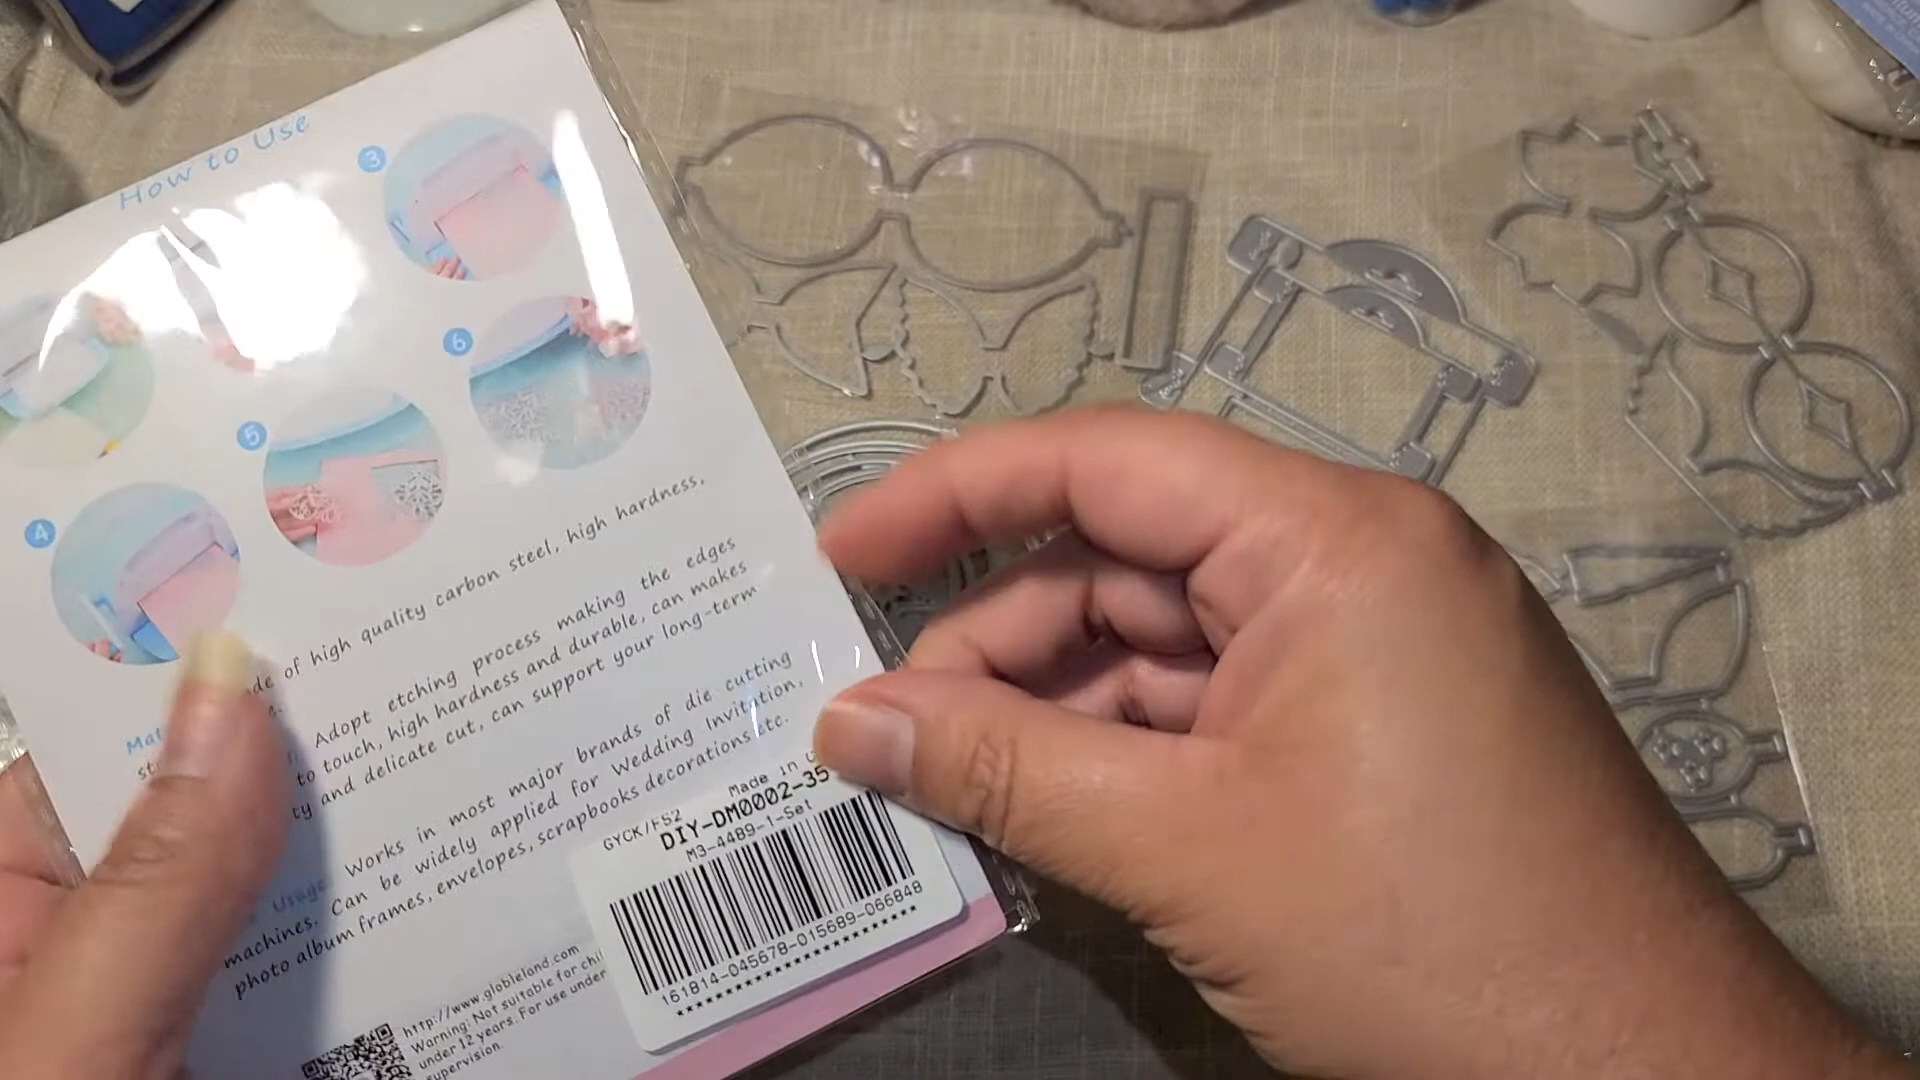 How to Use
3
6
5
4
de of high quality carbon steel, high hardness,
Adopt etching process making the edges
to touch, high hardness and durable, can makes
and delicate cut, can support your long-term
Usage
Works in most major brands of die cutting
machines. Can be widely applied for Wedding Invitation,
photo album frames, envelopes, scrapbooks decorations etc.
GYCK/F52
Made in
DIY-DM0002-35
M3-4489-1-Set
161814-045678-015689-066848
********************
http://www.globleland.com
Warning: Not suitable for chil
under 12 years. For use under
supervision.